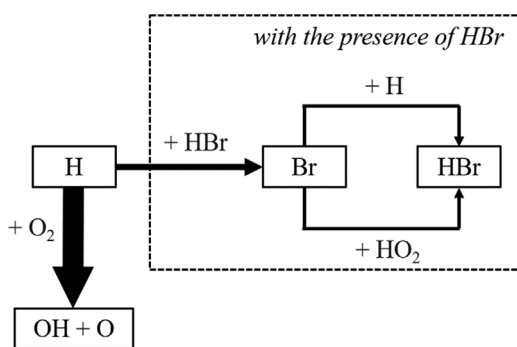 with the presence of HBr
+ H
+ HBr
H
Br
HBr
+ O₂
+ HO₂
OH + O